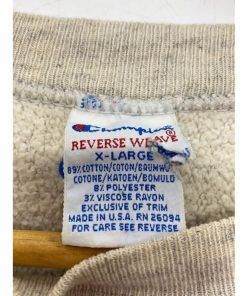 Champion
REVERSE WEAVE®
X-LARGE
89% COTTON/COTON/BAUMWO
COTONE/KATOEN/BOMULD
8% POLYESTER
3% VISCOSE RAYON
EXCLUSIVE OF TRIM
MADE IN U.S.A. RN 26094
FOR CARE SEE REVERSE